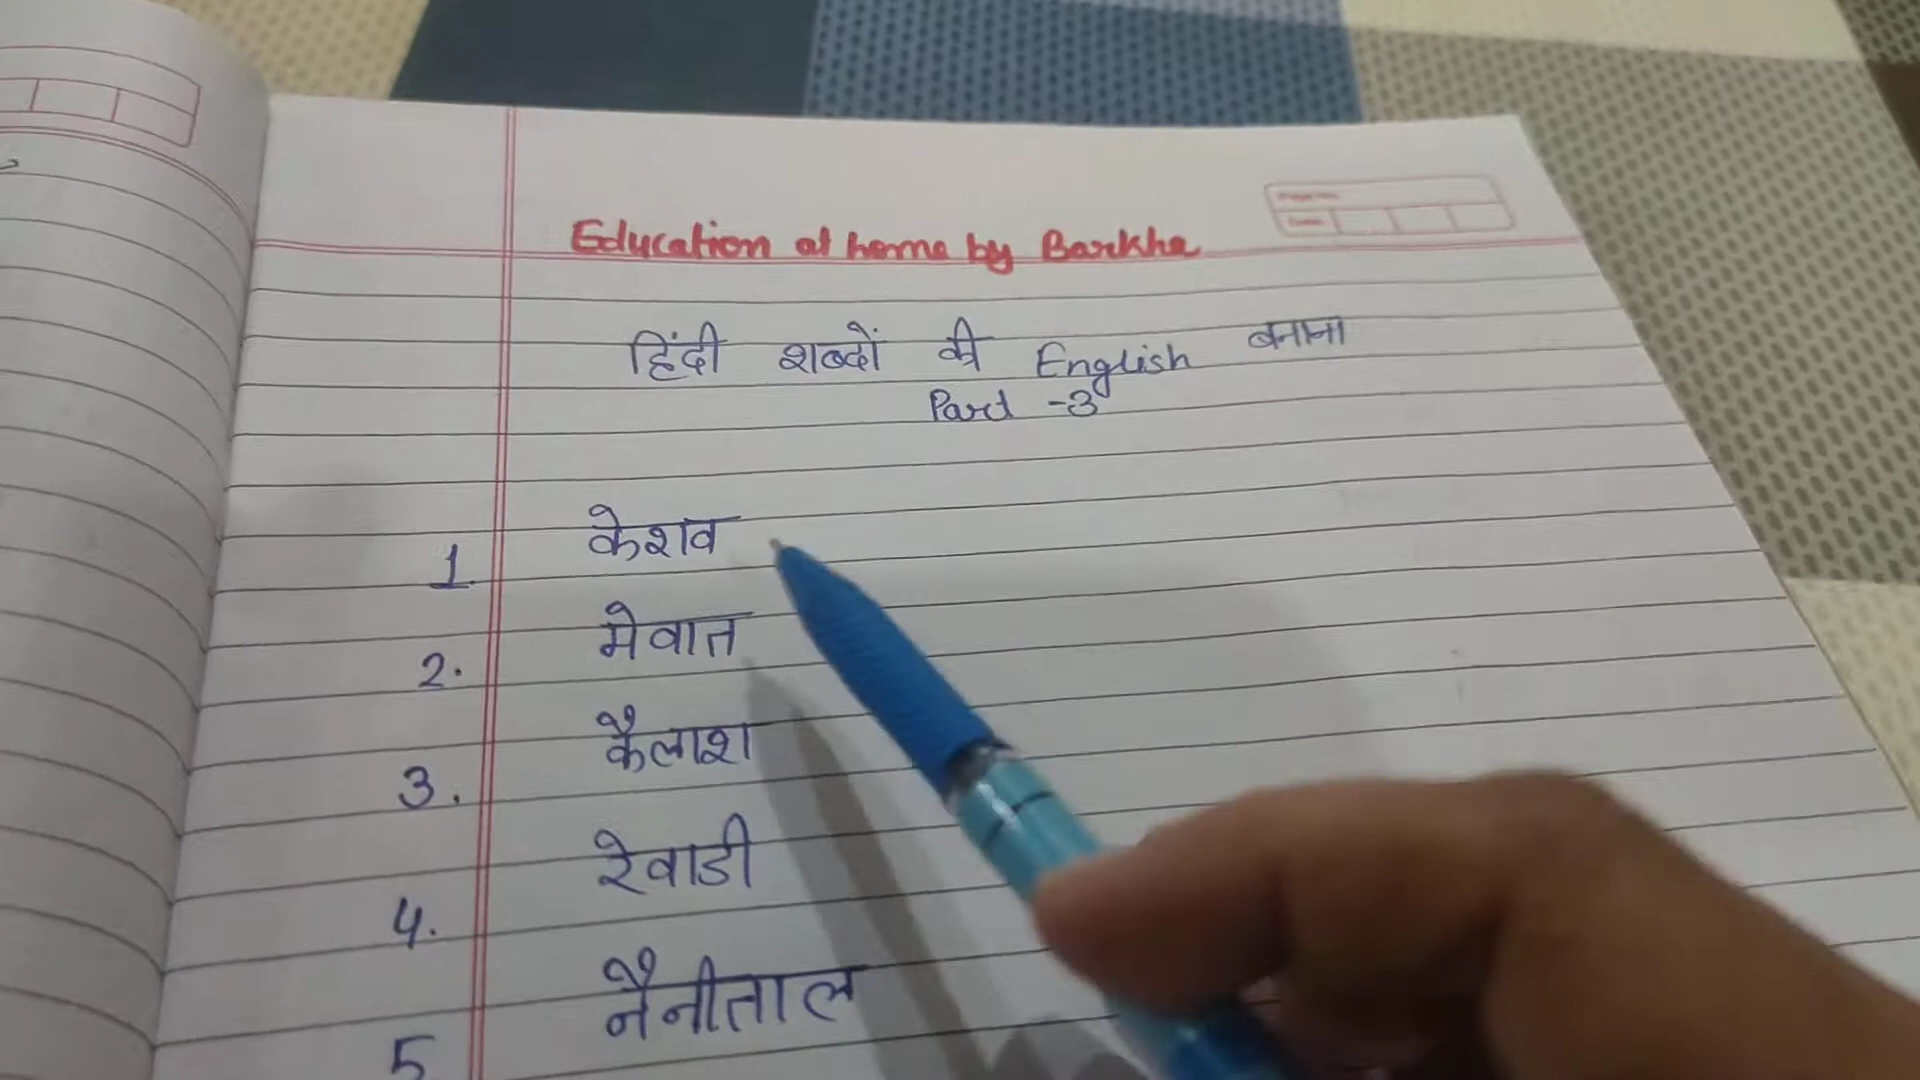 Education at home by Barkha
हिंदी शब्दों की English बनाना
Part -3
1. केशव
2. मेवात
3. कैलाश
4. रेवाडी
5 नैनीताल